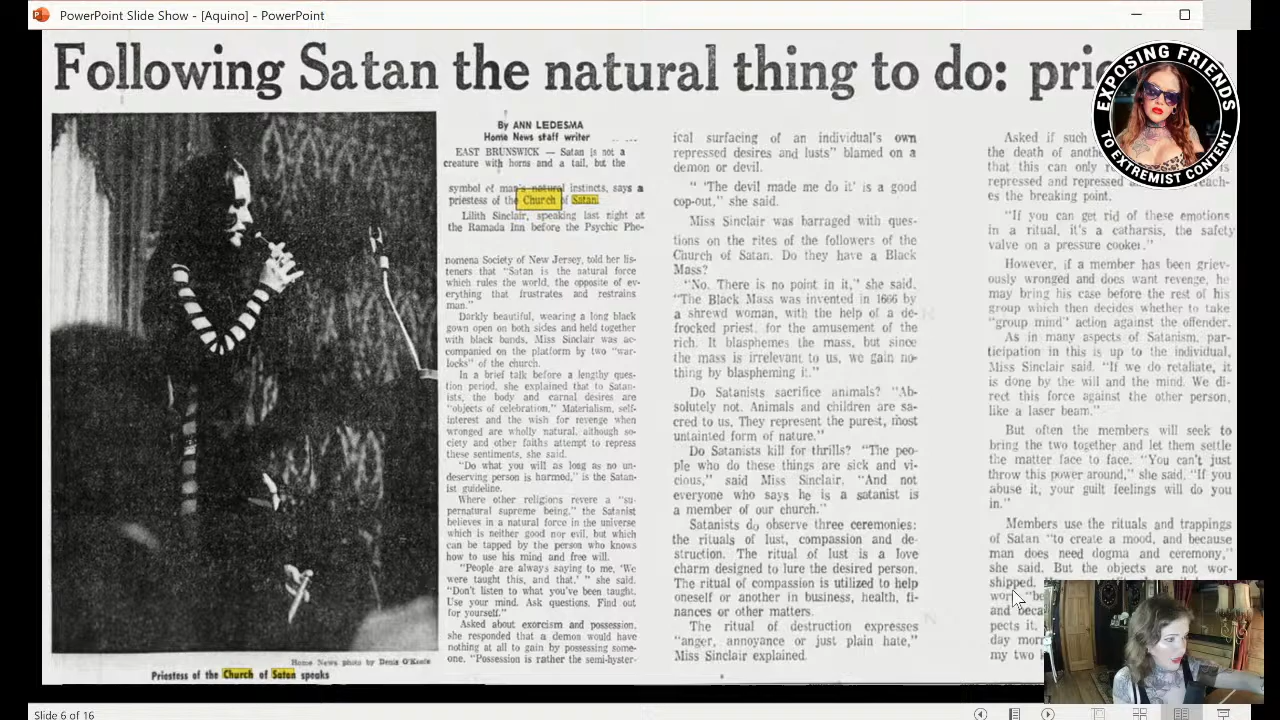 PowerPoint Slide Show - [Aquino] - PowerPoint
Following Satan the natural thing to do:
EXPOSING FRIENDS
TO EXTREMIST CONTENT
By ANN LEDESMA
Home News staff writer
EAST BRUNSWICK — Satan is not a
creature with horns and a tail, but the
symbol of man's natural instincts, says a
priestess of the Church of Satan.
Lilith Sinclair, speaking last night at
the Ramada Inn before the Psychic Phe-
nomena Society of New Jersey, told her lis-
teners that "Satan is the natural force
which rules the world, the opposite of ev-
erything that frustrates and restrains
man."
Darkly beautiful, wearing a long black
gown open on both sides and held together
with black bands, Miss Sinclair was ac-
companied on the platform by two "war-
locks" of the church.
In a brief talk before a lengthy ques-
tion period, she explained that to Satan-
ists, the body and carnal desires are
"objects of celebration." Materialism, self-
interest and the wish for revenge when
wronged are wholly natural, although so-
ciety and other faiths attempt to repress
these sentiments, she said.
"Do what you will as long as no un-
deserving person is harmed," is the Satan-
ist guideline.
Where other religions revere a "su-
pernatural supreme being," the Satanist
believes in a natural force in the universe
which is neither good nor evil, but which
can be tapped by the person who knows
how to use his mind and free will.
"People are always saying to me, 'We
were taught this, and that,' " she said.
"Don't listen to what you've been taught.
Use your mind. Ask questions. Find out
for yourself."
Asked about exorcism and possession,
she responded that a demon would have
nothing at all to gain by possessing some-
one. "Possession is rather the semi-hyster-
ical surfacing of an individual's own
repressed desires and lusts" blamed on a
demon or devil.
" 'The devil made me do it' is a good
cop-out," she said.
Miss Sinclair was barraged with ques-
tions on the rites of the followers of the
Church of Satan. Do they have a Black
Mass?
"No. There is no point in it," she said.
"The Black Mass was invented in 1666 by
a shrewd woman, with the help of a de-
frocked priest, for the amusement of the
rich. It blasphemes the mass, but since
the mass is irrelevant to us, we gain no-
thing by blaspheming it."
Do Satanists sacrifice animals? "Ab-
solutely not. Animals and children are sa-
cred to us. They represent the purest, most
untainted form of nature."
Do Satanists kill for thrills? "The peo-
ple who do these things are sick and vi-
cious," said Miss Sinclair. "And not
everyone who says he is a satanist is
a member of our church."
Satanists do observe three ceremonies:
the rituals of lust, compassion and de-
struction. The ritual of lust is a love
charm designed to lure the desired person.
The ritual of compassion is utilized to help
oneself or another in business, health, fi-
nances or other matters.
The ritual of destruction expresses
"anger, annoyance or just plain hate,"
Miss Sinclair explained.
Asked if such
the death of
that this can only
repressed and repressed
es the breaking point.
"If you can get rid of these emotions
in a ritual, it's a catharsis, the safety
valve on a pressure cooker."
However, if a member has been griev-
ously wronged and does want revenge, he
may bring his case before the rest of his
group which then decides whether to take
"group mind" action against the offender.
As in many aspects of Satanism, par-
ticipation in this is up to the individual,
Miss Sinclair said. "If we do retaliate, it
is done by the will and the mind. We di-
rect this force against the other person,
like a laser beam."
But often the members will seek to
bring the two together and let them settle
the matter face to face. "You can't just
throw this power around," she said. "If you
abuse it, your guilt feelings will do you
in."
Members use the rituals and trappings
of Satan "to create a mood, and because
man does need dogma and ceremony,"
she said. But the objects are not wor-
shipped.
and
pects it,
day
my two
Home News photo by Denis O'Keefe
Priestess of the Church of Satan speaks
Slide 6 of 16